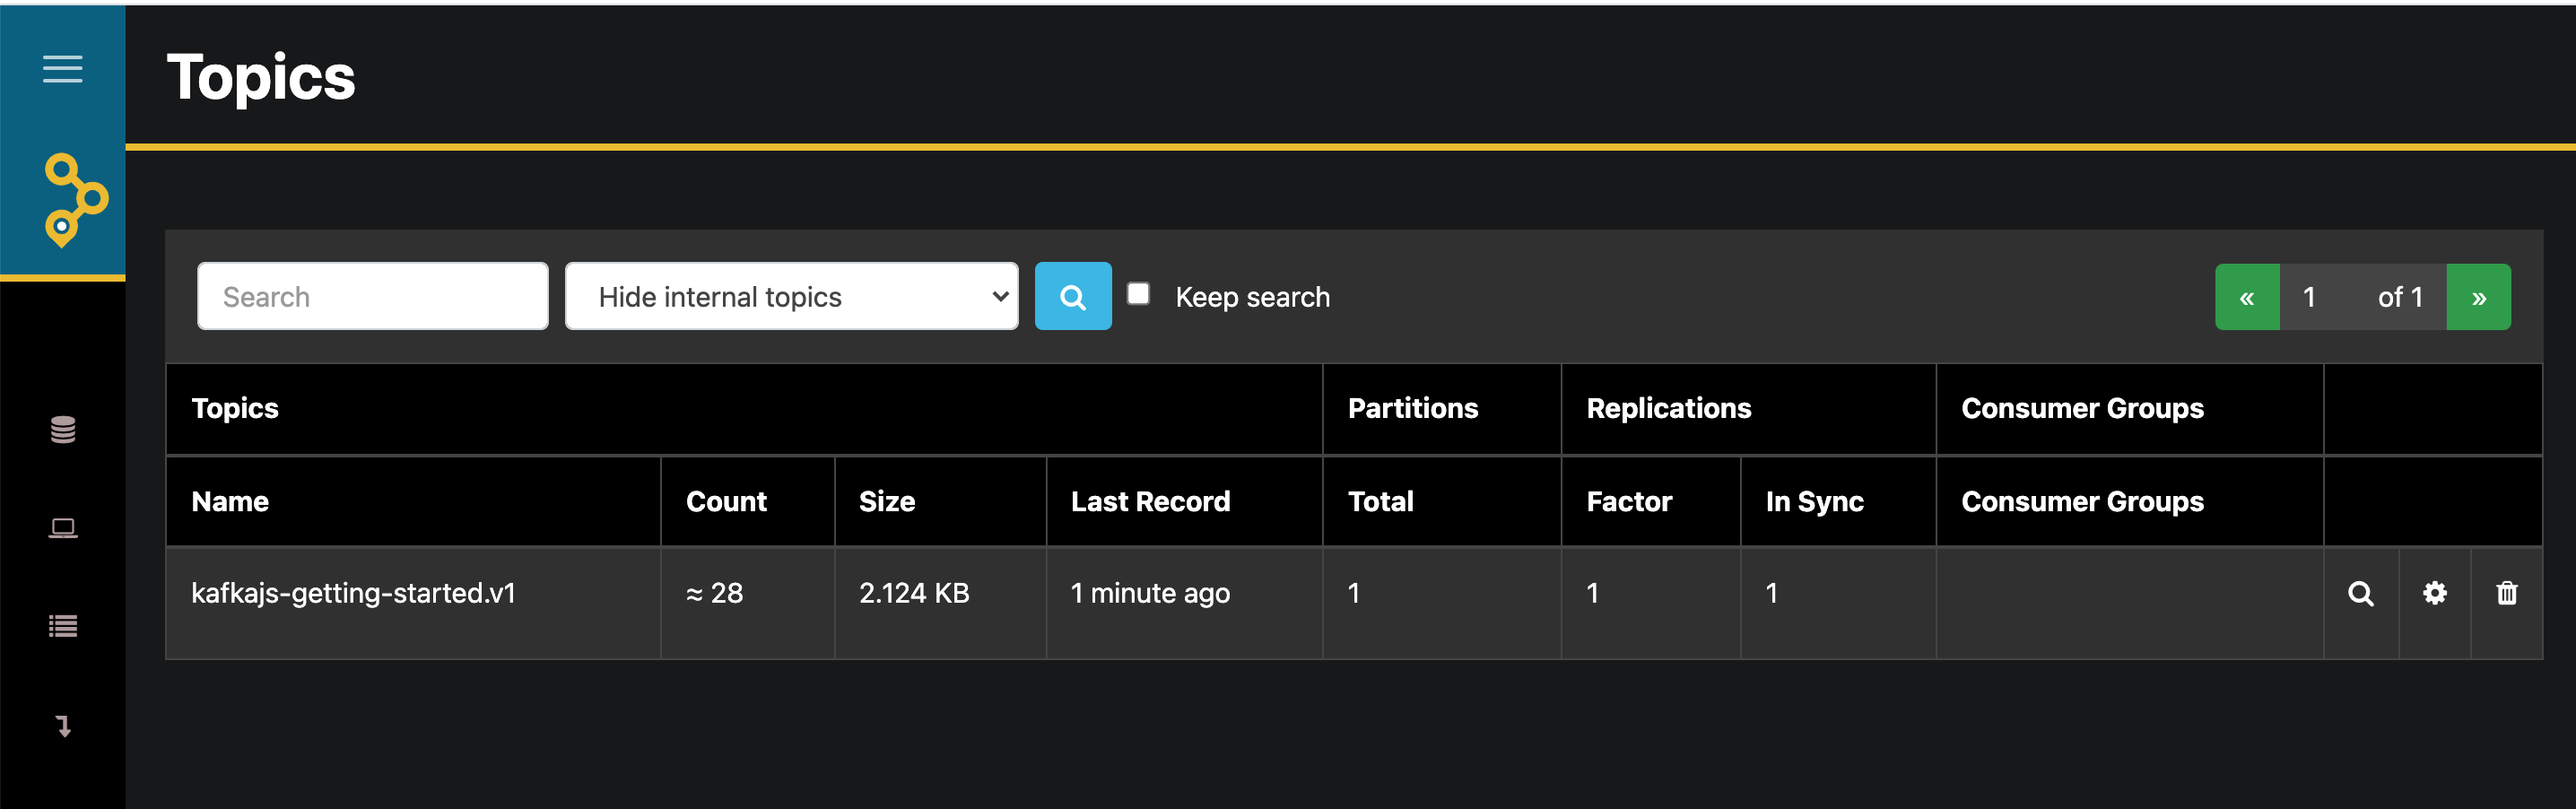 Topics
Search Hide internal topics Keep search « 1 of 1 »
Topics Partitions Replications Consumer Groups
Name Count Size Last Record Total Factor In Sync Consumer Groups
kafkajs-getting-started.v1 ≈ 28 2.124 KB 1 minute ago 1 1 1